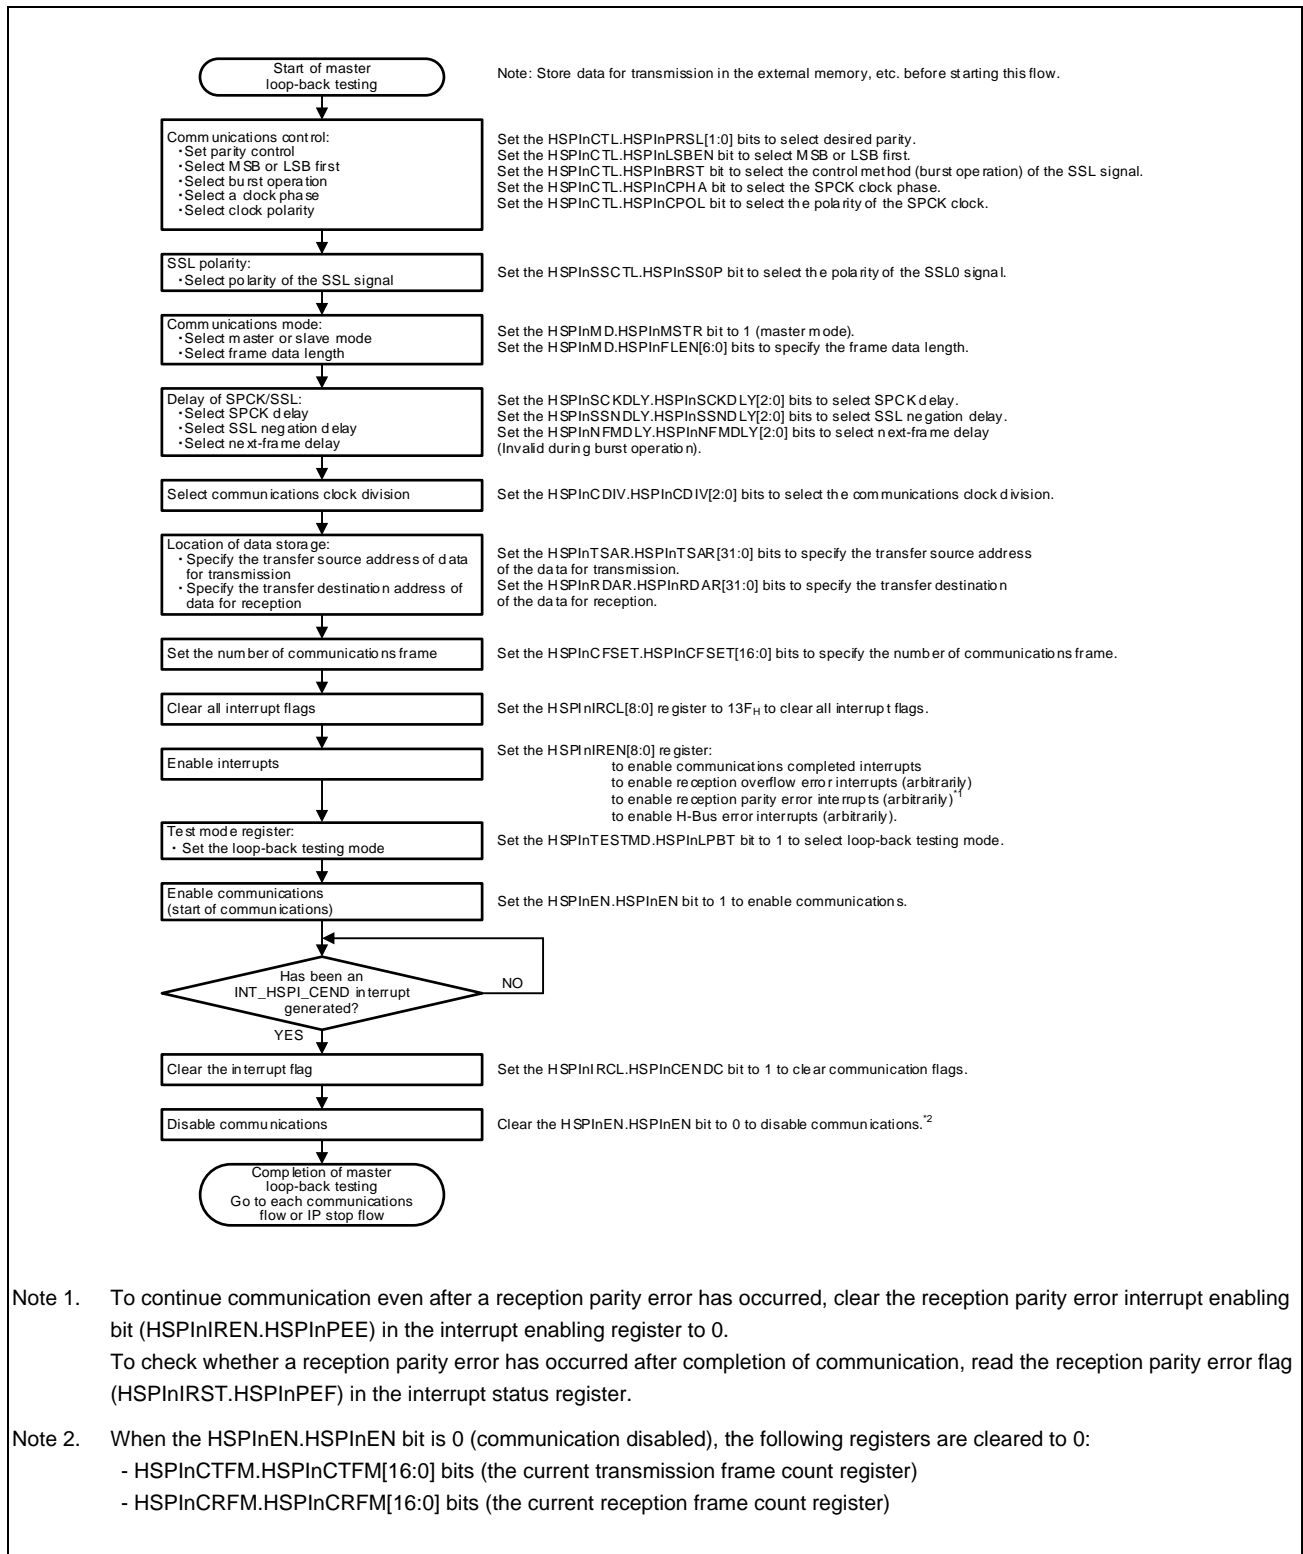 Start of master
loop-back testing
Note: Store data for transmission in the external memory, etc. before starting this flow.
Communications control:
・Set parity control
・Select MSB or LSB first
・Select burst operation
・Select a clock phase
・Select clock polarity
Set the HSPInCTL.HSPInPRSL[1:0] bits to select desired parity.
Set the HSPInCTL.HSPInLSBEN bit to select MSB or LSB first.
Set the HSPInCTL.HSPInBRST bit to select the control method (burst operation) of the SSL signal.
Set the HSPInCTL.HSPInCPHA bit to select the SPCK clock phase.
Set the HSPInCTL.HSPInCPOL bit to select the polarity of the SPCK clock.
SSL polarity:
・Select polarity of the SSL signal
Set the HSPInSSCTL.HSPInSS0P bit to select the polarity of the SSL0 signal.
Communications mode:
・Select master or slave mode
・Select frame data length
Set the HSPInMD.HSPInMSTR bit to 1 (master mode).
Set the HSPInMD.HSPInFLEN[6:0] bits to specify the frame data length.
Delay of SPCK/SSL:
・Select SPCK delay
・Select SSL negation delay
・Select next-frame delay
Set the HSPInSCKDLY.HSPInSCKDLY[2:0] bits to select SPCK delay.
Set the HSPInSSNDLY.HSPInSSNDLY[2:0] bits to select SSL negation delay.
Set the HSPInNFMDLY.HSPInNFMDLY[2:0] bits to select next-frame delay
(Invalid during burst operation).
Select communications clock division
Set the HSPInCDIV.HSPInCDIV[2:0] bits to select the communications clock division.
Location of data storage:
・Specify the transfer source address of data
for transmission
・Specify the transfer destination address of
data for reception
Set the HSPInTSAR.HSPInTSAR[31:0] bits to specify the transfer source address
of the data for transmission.
Set the HSPInRDAR.HSPInRDAR[31:0] bits to specify the transfer destination
of the data for reception.
Set the number of communications frame
Set the HSPInCFSET.HSPInCFSET[16:0] bits to specify the number of communications frame.
Clear all interrupt flags
Set the HSPInIRCL[8:0] register to 13FH to clear all interrupt flags.
Enable interrupts
Set the HSPInIREN[8:0] register:
to enable communications completed interrupts
to enable reception overflow error interrupts (arbitrarily)
to enable reception parity error interrupts (arbitrarily)*1
to enable H-Bus error interrupts (arbitrarily).
Test mode register:
・Set the loop-back testing mode
Set the HSPInTESTMD.HSPInLPBT bit to 1 to select loop-back testing mode.
Enable communications
(start of communications)
Set the HSPInEN.HSPInEN bit to 1 to enable communications.
Has been an
INT_HSPI_CEND interrupt
generated?
NO
YES
Clear the interrupt flag
Set the HSPInIRCL.HSPInCENDC bit to 1 to clear communication flags.
Disable communications
Clear the HSPInEN.HSPInEN bit to 0 to disable communications.*2
Completion of master
loop-back testing
Go to each communications
flow or IP stop flow
Note 1. To continue communication even after a reception parity error has occurred, clear the reception parity error interrupt enabling
bit (HSPInIREN.HSPInPEE) in the interrupt enabling register to 0.
To check whether a reception parity error has occurred after completion of communication, read the reception parity error flag
(HSPInIRST.HSPInPEF) in the interrupt status register.
Note 2. When the HSPInEN.HSPInEN bit is 0 (communication disabled), the following registers are cleared to 0:
- HSPInCTFM.HSPInCTFM[16:0] bits (the current transmission frame count register)
- HSPInCRFM.HSPInCRFM[16:0] bits (the current reception frame count register)